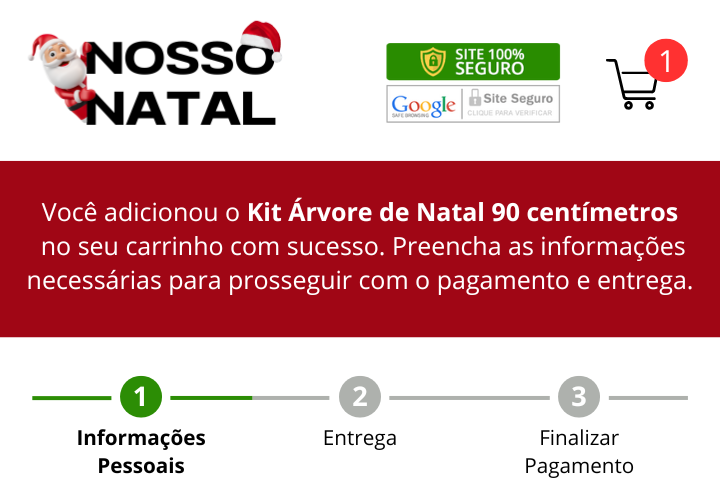 NOSSO
NATAL
SITE 100%
SEGURO
Google
SAFE BROWSING
Site Seguro
CLIQUE PARA VERIFICAR
1
Você adicionou o Kit Árvore de Natal 90 centímetros
no seu carrinho com sucesso. Preencha as informações
necessárias para prosseguir com o pagamento e entrega.
1
2
3
Informações
Pessoais
Entrega
Finalizar
Pagamento